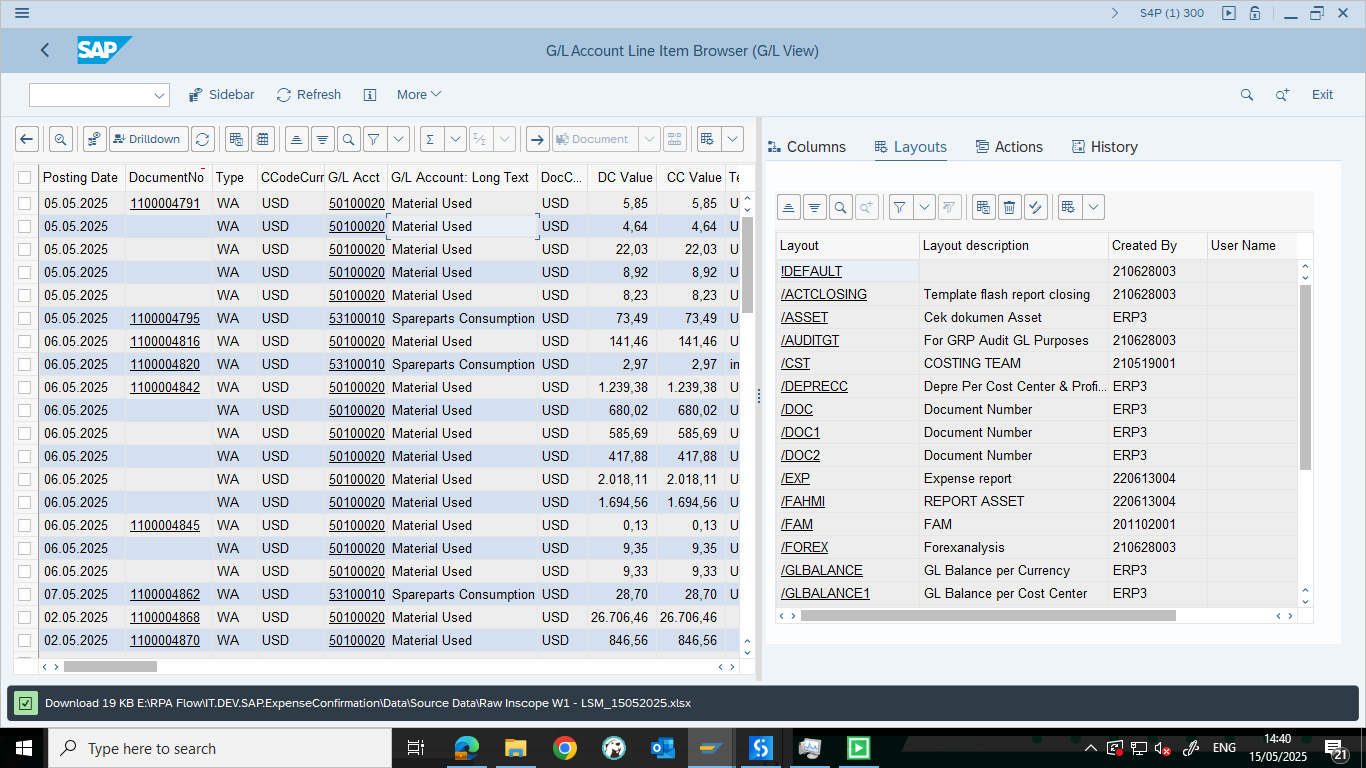 S4P (1) 300
SAP
G/L Account Line Item Browser (G/L View)
Sidebar Refresh More Exit
Drilldown Document
Columns Layouts Actions History
Posting Date DocumentNo Type CCodeCurr G/L Acct G/L Account: Long Text DocC... DC Value CC Value Te
05.05.2025 1100004791 WA USD 50100020 Material Used USD 5,85 5,85 U
05.05.2025 WA USD 50100020 Material Used USD 4,64 4,64 U
05.05.2025 WA USD 50100020 Material Used USD 22,03 22,03 U
05.05.2025 WA USD 50100020 Material Used USD 8,92 8,92 U
05.05.2025 WA USD 50100020 Material Used USD 8,23 8,23 U
05.05.2025 1100004795 WA USD 53100010 Spareparts Consumption USD 73,49 73,49 U
06.05.2025 1100004816 WA USD 50100020 Material Used USD 141,46 141,46 U
06.05.2025 1100004820 WA USD 53100010 Spareparts Consumption USD 2,97 2,97 in
06.05.2025 1100004842 WA USD 50100020 Material Used USD 1.239,38 1.239,38 U
06.05.2025 WA USD 50100020 Material Used USD 680,02 680,02 U
06.05.2025 WA USD 50100020 Material Used USD 585,69 585,69 U
06.05.2025 WA USD 50100020 Material Used USD 417,88 417,88 U
06.05.2025 WA USD 50100020 Material Used USD 2.018,11 2.018,11 U
06.05.2025 WA USD 50100020 Material Used USD 1.694,56 1.694,56 U
06.05.2025 1100004845 WA USD 50100020 Material Used USD 0,13 0,13 U
06.05.2025 WA USD 50100020 Material Used USD 9,35 9,35 U
06.05.2025 WA USD 50100020 Material Used USD 9,33 9,33 U
07.05.2025 1100004862 WA USD 53100010 Spareparts Consumption USD 28,70 28,70 U
02.05.2025 1100004868 WA USD 50100020 Material Used USD 26.706,46 26.706,46
02.05.2025 1100004870 WA USD 50100020 Material Used USD 846,56 846,56 U
Layout Layout description Created By User Name
!DEFAULT 210628003
/ACTCLOSING Template flash report closing 210628003
/ASSET Cek dokumen Asset ERP3
/AUDITGT For GRP Audit GL Purposes 210628003
/CST COSTING TEAM 210519001
/DEPRECC Depre Per Cost Center & Profi... ERP3
/DOC Document Number ERP3
/DOC1 Document Number ERP3
/DOC2 Document Number ERP3
/EXP Expense report 220613004
/FAHMI REPORT ASSET 220613004
/FAM FAM 201102001
/FOREX Forexanalysis 210628003
/GLBALANCE GL Balance per Currency ERP3
/GLBALANCE1 GL Balance per Cost Center ERP3
Download 19 KB E:\RPA Flow\IT.DEV.SAP.ExpenseConfirmation\Data\Source Data\Raw Inscope W1 - LSM_15052025.xlsx
Type here to search
ENG
14:40
15/05/2025
21